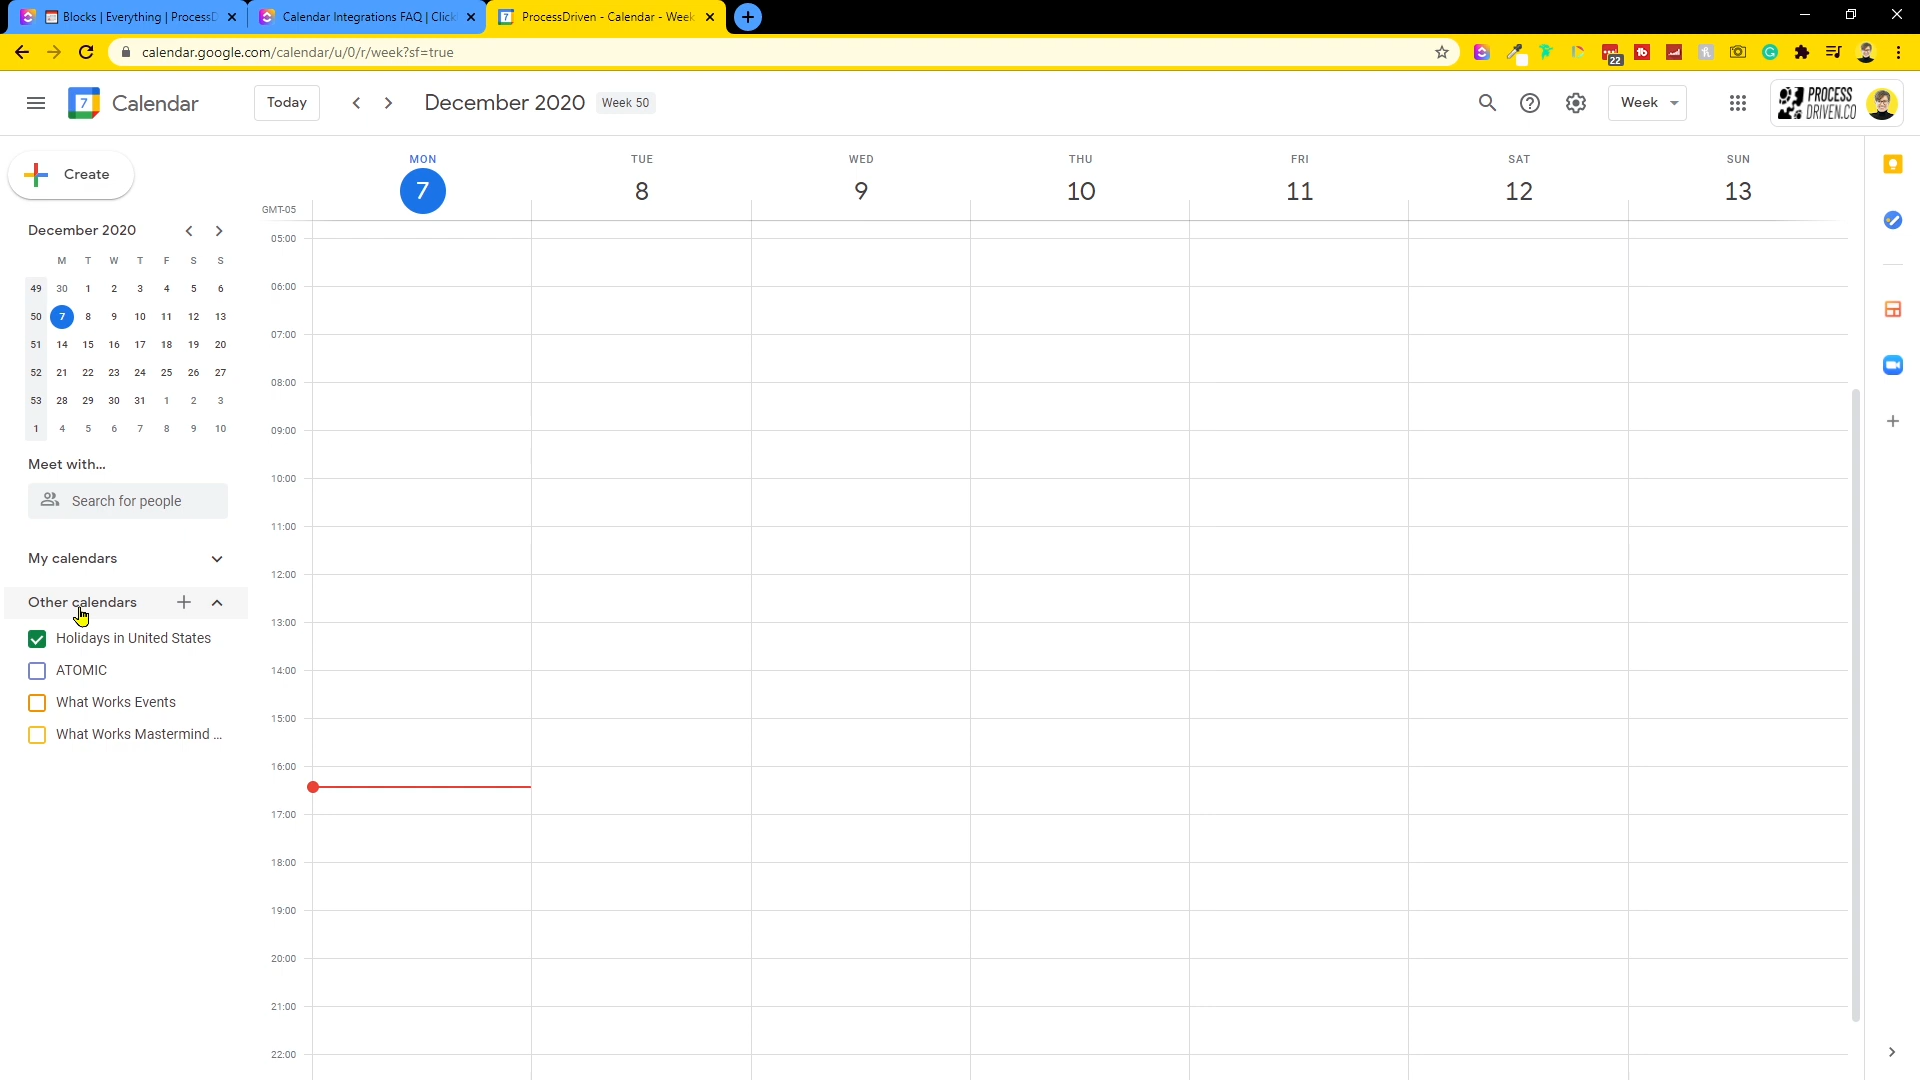 Blocks | Everything | ProcessD
Calendar Integrations FAQ | Click
ProcessDriven - Calendar - Week
calendar.google.com/calendar/u/0/r/week?sf=true
22
7
Calendar
Today
December 2020
Week 50
Week
PROCESS
DRIVEN.CO
Create
MON
TUE
WED
THU
FRI
SAT
SUN
7
8
9
10
11
12
13
GMT-05
December 2020
M T W T F S S
49 30 1 2 3 4 5 6
50 7 8 9 10 11 12 13
51 14 15 16 17 18 19 20
52 21 22 23 24 25 26 27
53 28 29 30 31 1 2 3
1 4 5 6 7 8 9 10
Meet with...
Search for people
My calendars
Other calendars
Holidays in United States
ATOMIC
What Works Events
What Works Mastermind ...
05:00
06:00
07:00
08:00
09:00
10:00
11:00
12:00
13:00
14:00
15:00
16:00
17:00
18:00
19:00
20:00
21:00
22:00